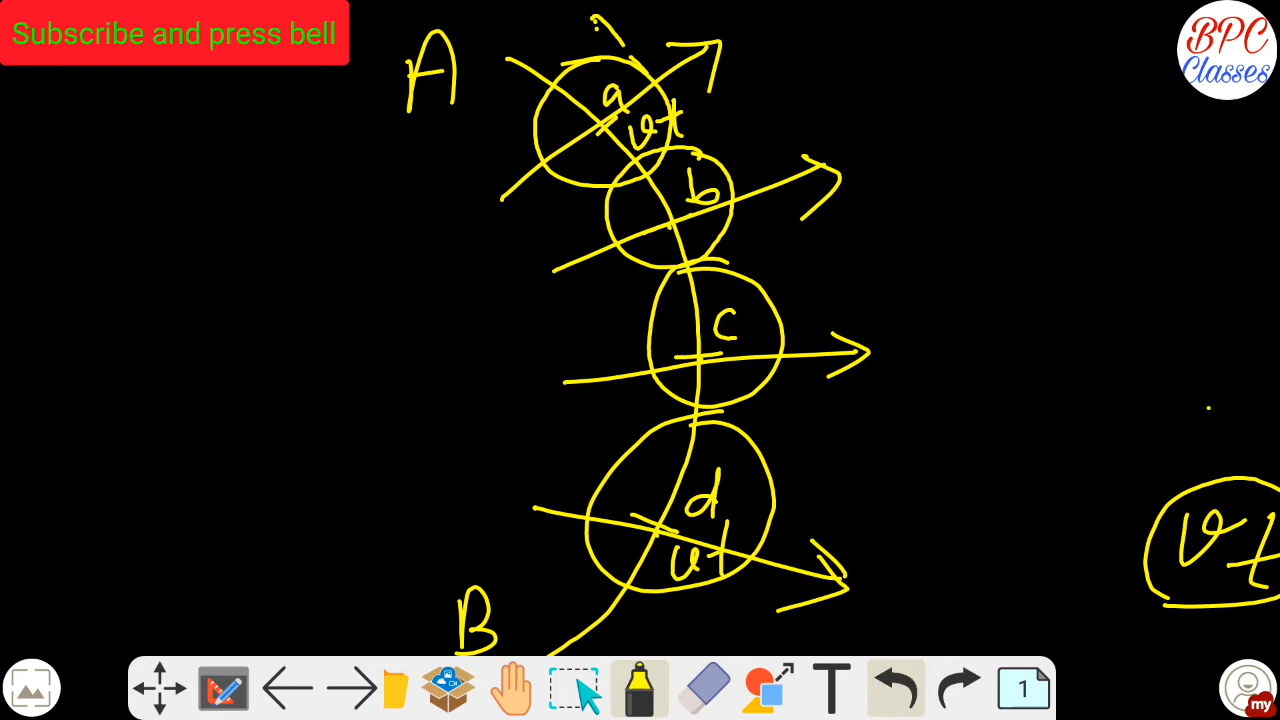 Subscribe and press bell
BPC
Classes
A
a
vt
b
c
d
vt
vt
B
1
my